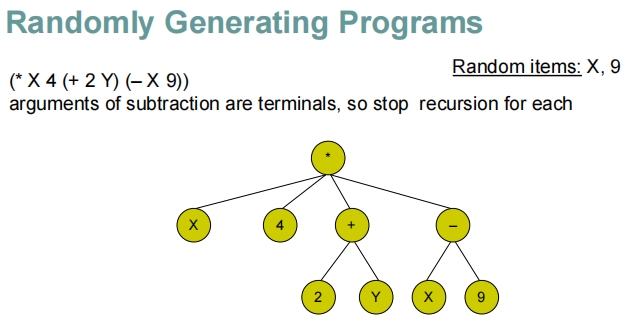 Randomly Generating Programs
Random items: X, 9
(* X 4 (+ 2 Y) (– X 9))
arguments of subtraction are terminals, so stop recursion for each
*
X 4 + –
2 Y X 9